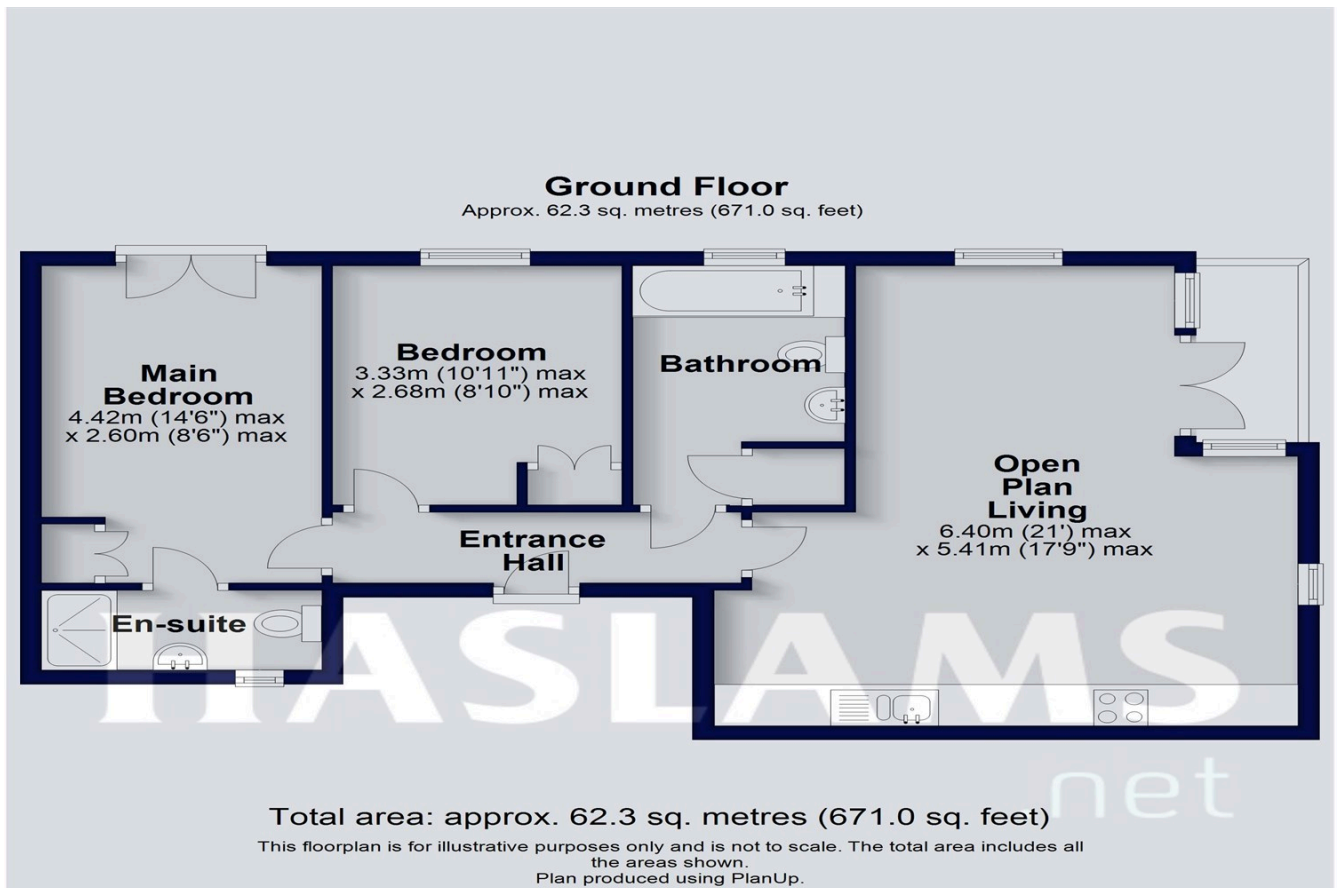 Ground Floor
Approx. 62.3 sq. metres (671.0 sq. feet)
Main
Bedroom
4.42m (14'6") max
x 2.60m (8'6") max
Bedroom
3.33m (10'11") max
x 2.68m (8'10") max
Bathroom
Open
Plan
Living
6.40m (21') max
x 5.41m (17'9") max
Entrance
Hall
En-suite
HASLAMS
.net
Total area: approx. 62.3 sq. metres (671.0 sq. feet)
This floorplan is for illustrative purposes only and is not to scale. The total area includes all
the areas shown.
Plan produced using PlanUp.